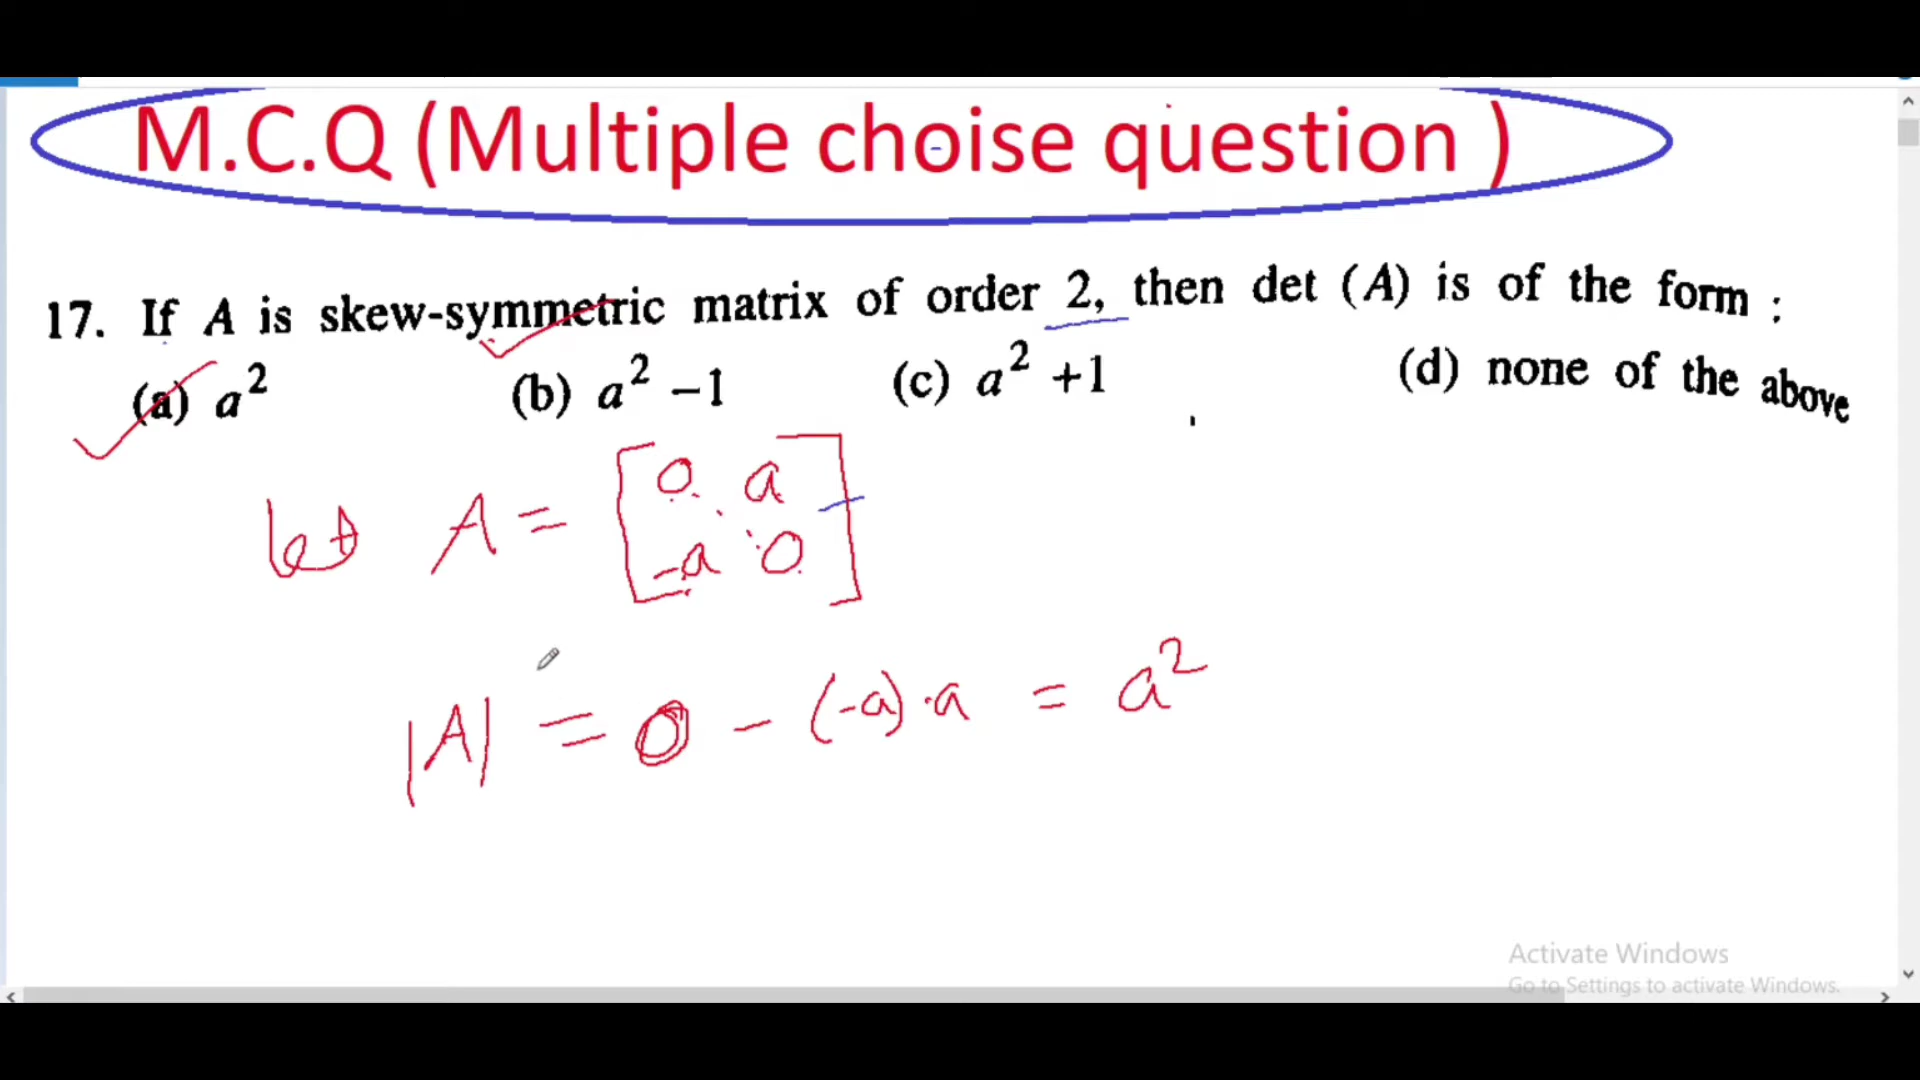 M.C.Q (Multiple choise question )
17. If A is skew-symmetric matrix of order 2, then det (A) is of the form :
(a) a² (b) a² –1 (c) a² +1 (d) none of the above
let A = [0 a
-a 0]
|A| = 0 - (-a)·a = a²
Activate Windows
Go to Settings to activate Windows.